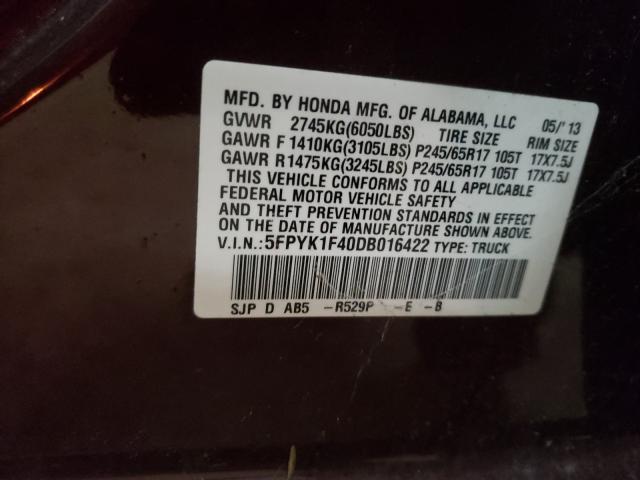 MFD. BY HONDA MFG. OF ALABAMA, LLC 05/'13
GVWR 2745KG(6050LBS) TIRE SIZE RIM SIZE
GAWR F 1410KG(3105LBS) P245/65R17 105T 17X7.5J
GAWR R1475KG(3245LBS) P245/65R17 105T 17X7.5J
THIS VEHICLE CONFORMS TO ALL APPLICABLE
FEDERAL MOTOR VEHICLE SAFETY
AND THEFT PREVENTION STANDARDS IN EFFECT
ON THE DATE OF MANUFACTURE SHOWN ABOVE.
V.I.N.:5FPYK1F40DB016422 TYPE: TRUCK
SJP D AB5 -R529P -E -B